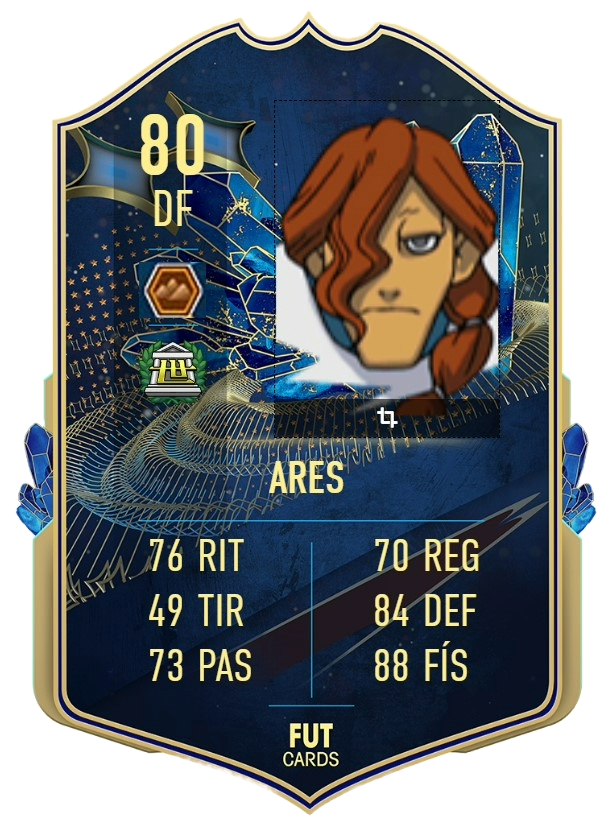 80
DF
ARES
76 RIT
70 REG
49 TIR
84 DEF
73 PAS
88 FÍS
FUT
CARDS